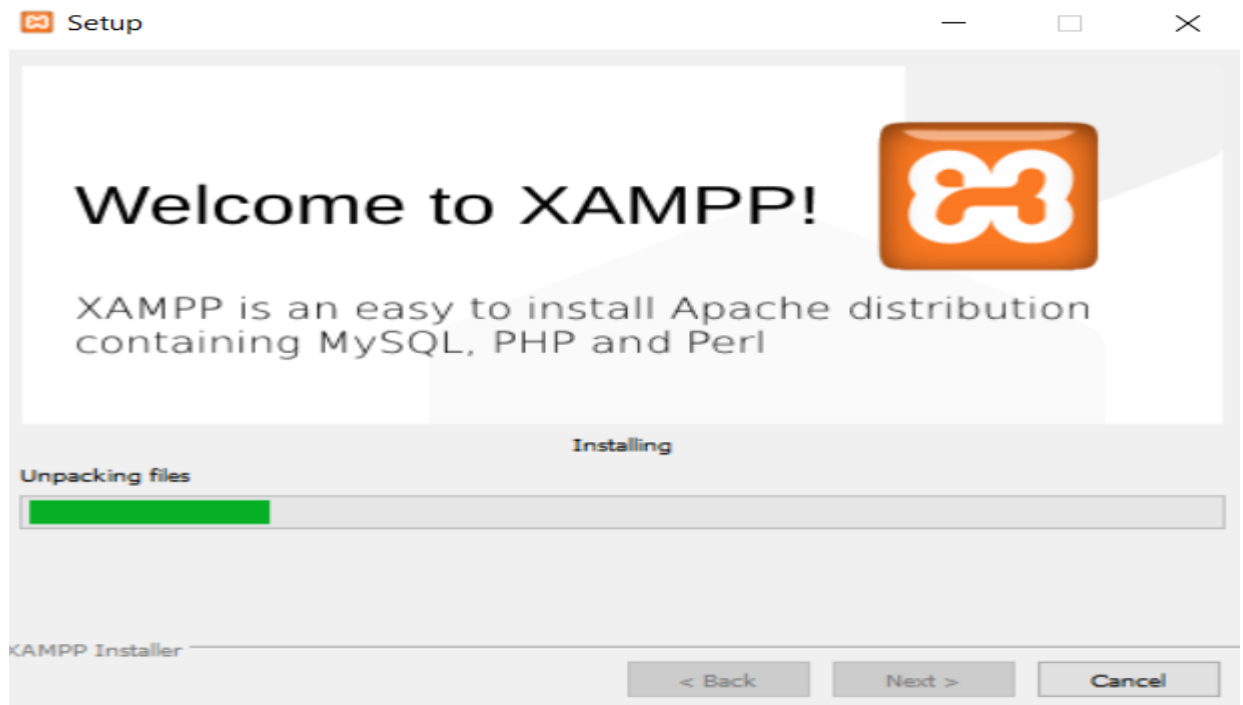 Setup
Welcome to XAMPP!
XAMPP is an easy to install Apache distribution
containing MySQL, PHP and Perl
Installing
Unpacking files
XAMPP Installer
< Back Next > Cancel